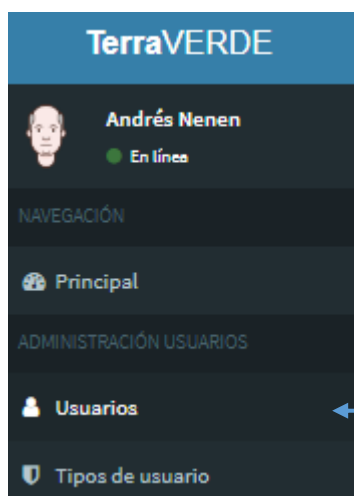 TerraVERDE
Andrés Nenen
En línea
NAVEGACIÓN
Principal
ADMINISTRACIÓN USUARIOS
Usuarios
Tipos de usuario